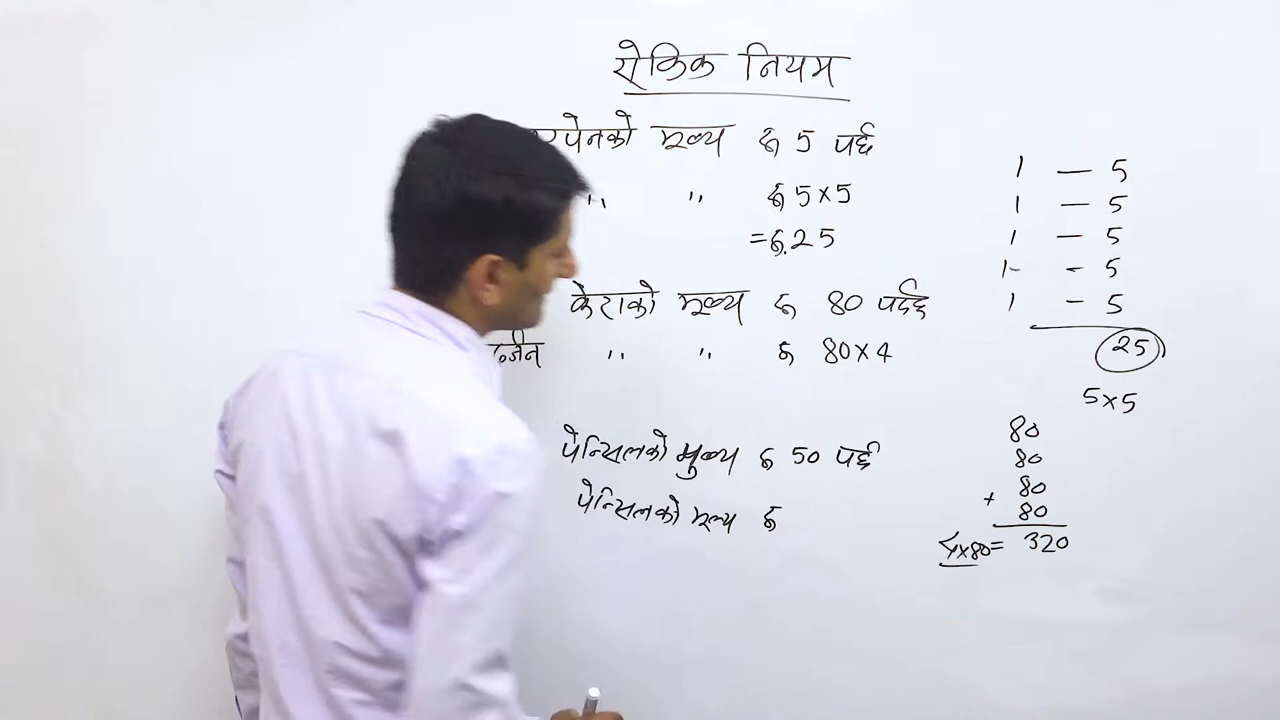 ऐकिक नियम
पेनको मूल्य रु 5 पर्छ
" " रु 5×5
=रु.25
केराको मूल्य रु 80 पर्दछ
दर्जन " " रु 80×4
पेन्सिलको मुल्य रु 50 पर्छ
पेन्सिलको मूल्य रु
1 — 5
1 — 5
1 — 5
1- - 5
1 - 5
25
5×5
80
80
+ 80
80
4×80= 320